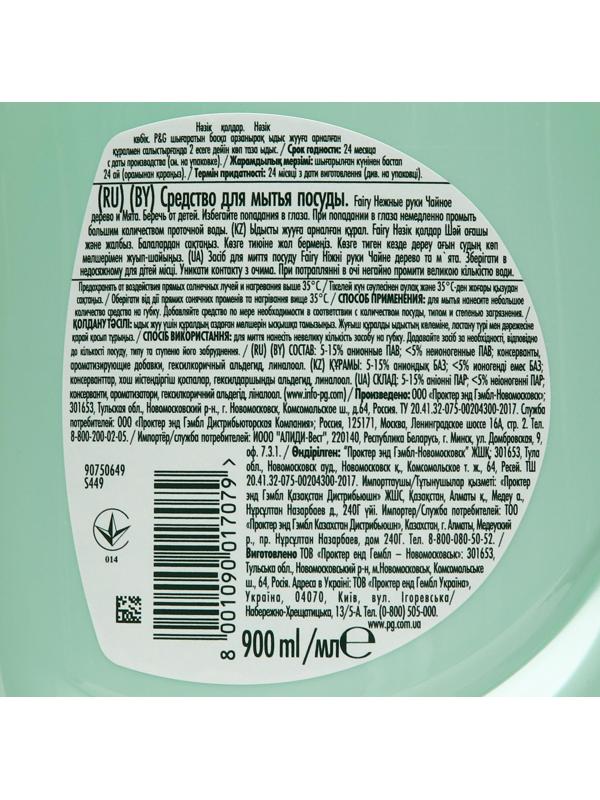 Нәзік қолдар. Нәзік
көбік. P&G шығаратын басқа арзанырақ ыдыс жууға арналған
құралмен салыстырғанда 2 есеге дейін көп таза ыдыс. / Срок годности: 24 месяца
с даты производства (см. на упаковке). / Жарамдылық мерзімі: шығарылған күнінен бастап
24 ай (орамынан қараңыз). / Термін придатності: 24 місяці з дати виготовлення (див. на упаковці).
(RU) (BY) Средство для мытья посуды. Fairy Нежные руки Чайное
дерево и Мята. Беречь от детей. Избегайте попадания в глаза. При попадании в глаза немедленно промыть
большим количеством проточной воды. (KZ) Ыдысты жууға арналған құрал. Fairy Нәзік қолдар Шәй ағашы
және жалбыз. Балалардан сақтаңыз. Көзге тиюіне жол бермеңіз. Көзге тиген кезде дереу ағын судың көп
мөлшерімен жуып-шайыңыз. (UA) Засіб для миття посуду Fairy Ніжні руки Чайне дерево та м`ята. Зберігати в
недосяжному для дітей місці. Уникати контакту з очима. При потраплянні в очі негайно промити великою кількістю води.
Предохранять от воздействия прямых солнечных лучей и нагревания выше 35°C / Тікелей күн сәулесінен аулақ және 35°C-ден жоғары қыздырудан
сақтаңыз. / Оберігати від дії прямих сонячних променів та нагрівання вище 35°C / СПОСОБ ПРИМЕНЕНИЯ: для мытья нанесите небольшое
количество средства на губку. Добавляйте средство по мере необходимости в соответствии с количеством посуды, типом и степенью загрязнения.
ҚОЛДАНУ ТӘСІЛІ: ыдыс жуу үшін құралдың аздаған мөлшерін ысқышқа тамызыңыз. Жуғыш құралды ыдыстың көлеміне, ластану түрі мен дәрежесіне
қарай қосып тұрыңыз. / СПОСІБ ВИКОРИСТАННЯ: для миття нанесіть невелику кількість засобу на губку. Додавайте засіб за необхідності, відповідно
до кількості посуду, типу та ступеню його забруднення. / (RU) (BY) СОСТАВ: 5-15% анионные ПАВ; <5% неионогенные ПАВ; консерванты,
ароматизирующие добавки, гексилкоричный альдегид, линалоол. (KZ) ҚҰРАМЫ: 5-15% аниондық БАЗ; <5% ионогенді емес БАЗ;
консерванттар, хош иістендіргіш қоспалар, гексилдаршынды альдегид, линалоол. (UA) СКЛАД: 5-15% аніонні ПАР; <5% неіоногенні ПАР;
консерванти, ароматизатори, гексилкоричний альдегід, ліналоол. (www.info-pg.com) / Произведено: ООО «Проктер энд Гэмбл-Новомосковск»:
301653, Тульская обл., Новомосковский р-н, г. Новомосковск, Комсомольское ш., д.64, Россия. ТУ 20.41.32-075-00204300-2017. Служба
потребителей: ООО «Проктер энд Гэмбл Дистрибьюторская Компания»; Россия, 125171, Москва, Ленинградское шоссе 16А, стр. 2. Тел.
8-800-200-02-05. / Импортёр/служба потребителей: ИООО "АЛИДИ-Вест", 220140, Республика Беларусь, г. Минск, ул. Домбровская, 9,
оф. 7.3.1. / Өндірілген: "Проктер энд Гэмбл-Новомосковск" ЖШҚ; 301653, Тула
обл., Новомосковск аудан, Новомосковск қ., Комсомольское т. ж., 64, Ресей. ТШ
20.41.32-075-00204300-2017. Импорттаушы/Тұтынушылар қызметі: «Проктер
энд Гэмбл Қазақстан Дистрибьюшн» ЖШС, Қазақстан, Алматы қ., Медеу а.,
Нұрсұлтан Назарбаев д., 240Г үйі. Импортер/Служба потребителей: ТОО
«Проктер энд Гэмбл Казахстан Дистрибьюшн», Казахстан, г. Алматы, Медеуский
р., пр. Нұрсұлтан Назарбаев, дом 240Г. Тел. 8-800-080-50-52. /
Виготовлено ТОВ «Проктер енд Гембл – Новомосковськ»: 301653,
Тульська обл., Новомосковський р-н, м.Новомосковськ, Комсомольське
ш., 64, Росія. Адреса в Україні: ТОВ «Проктер енд Гембл Україна»,
Україна, 04070, Київ, вул. Ігоревська/
Набережно-Хрещатицька, 13/5-А. Тел. (0-800) 505-000.
www.pg.com.ua
90750649
S449
014
8 001090 017079 >
900 ml/мл℮